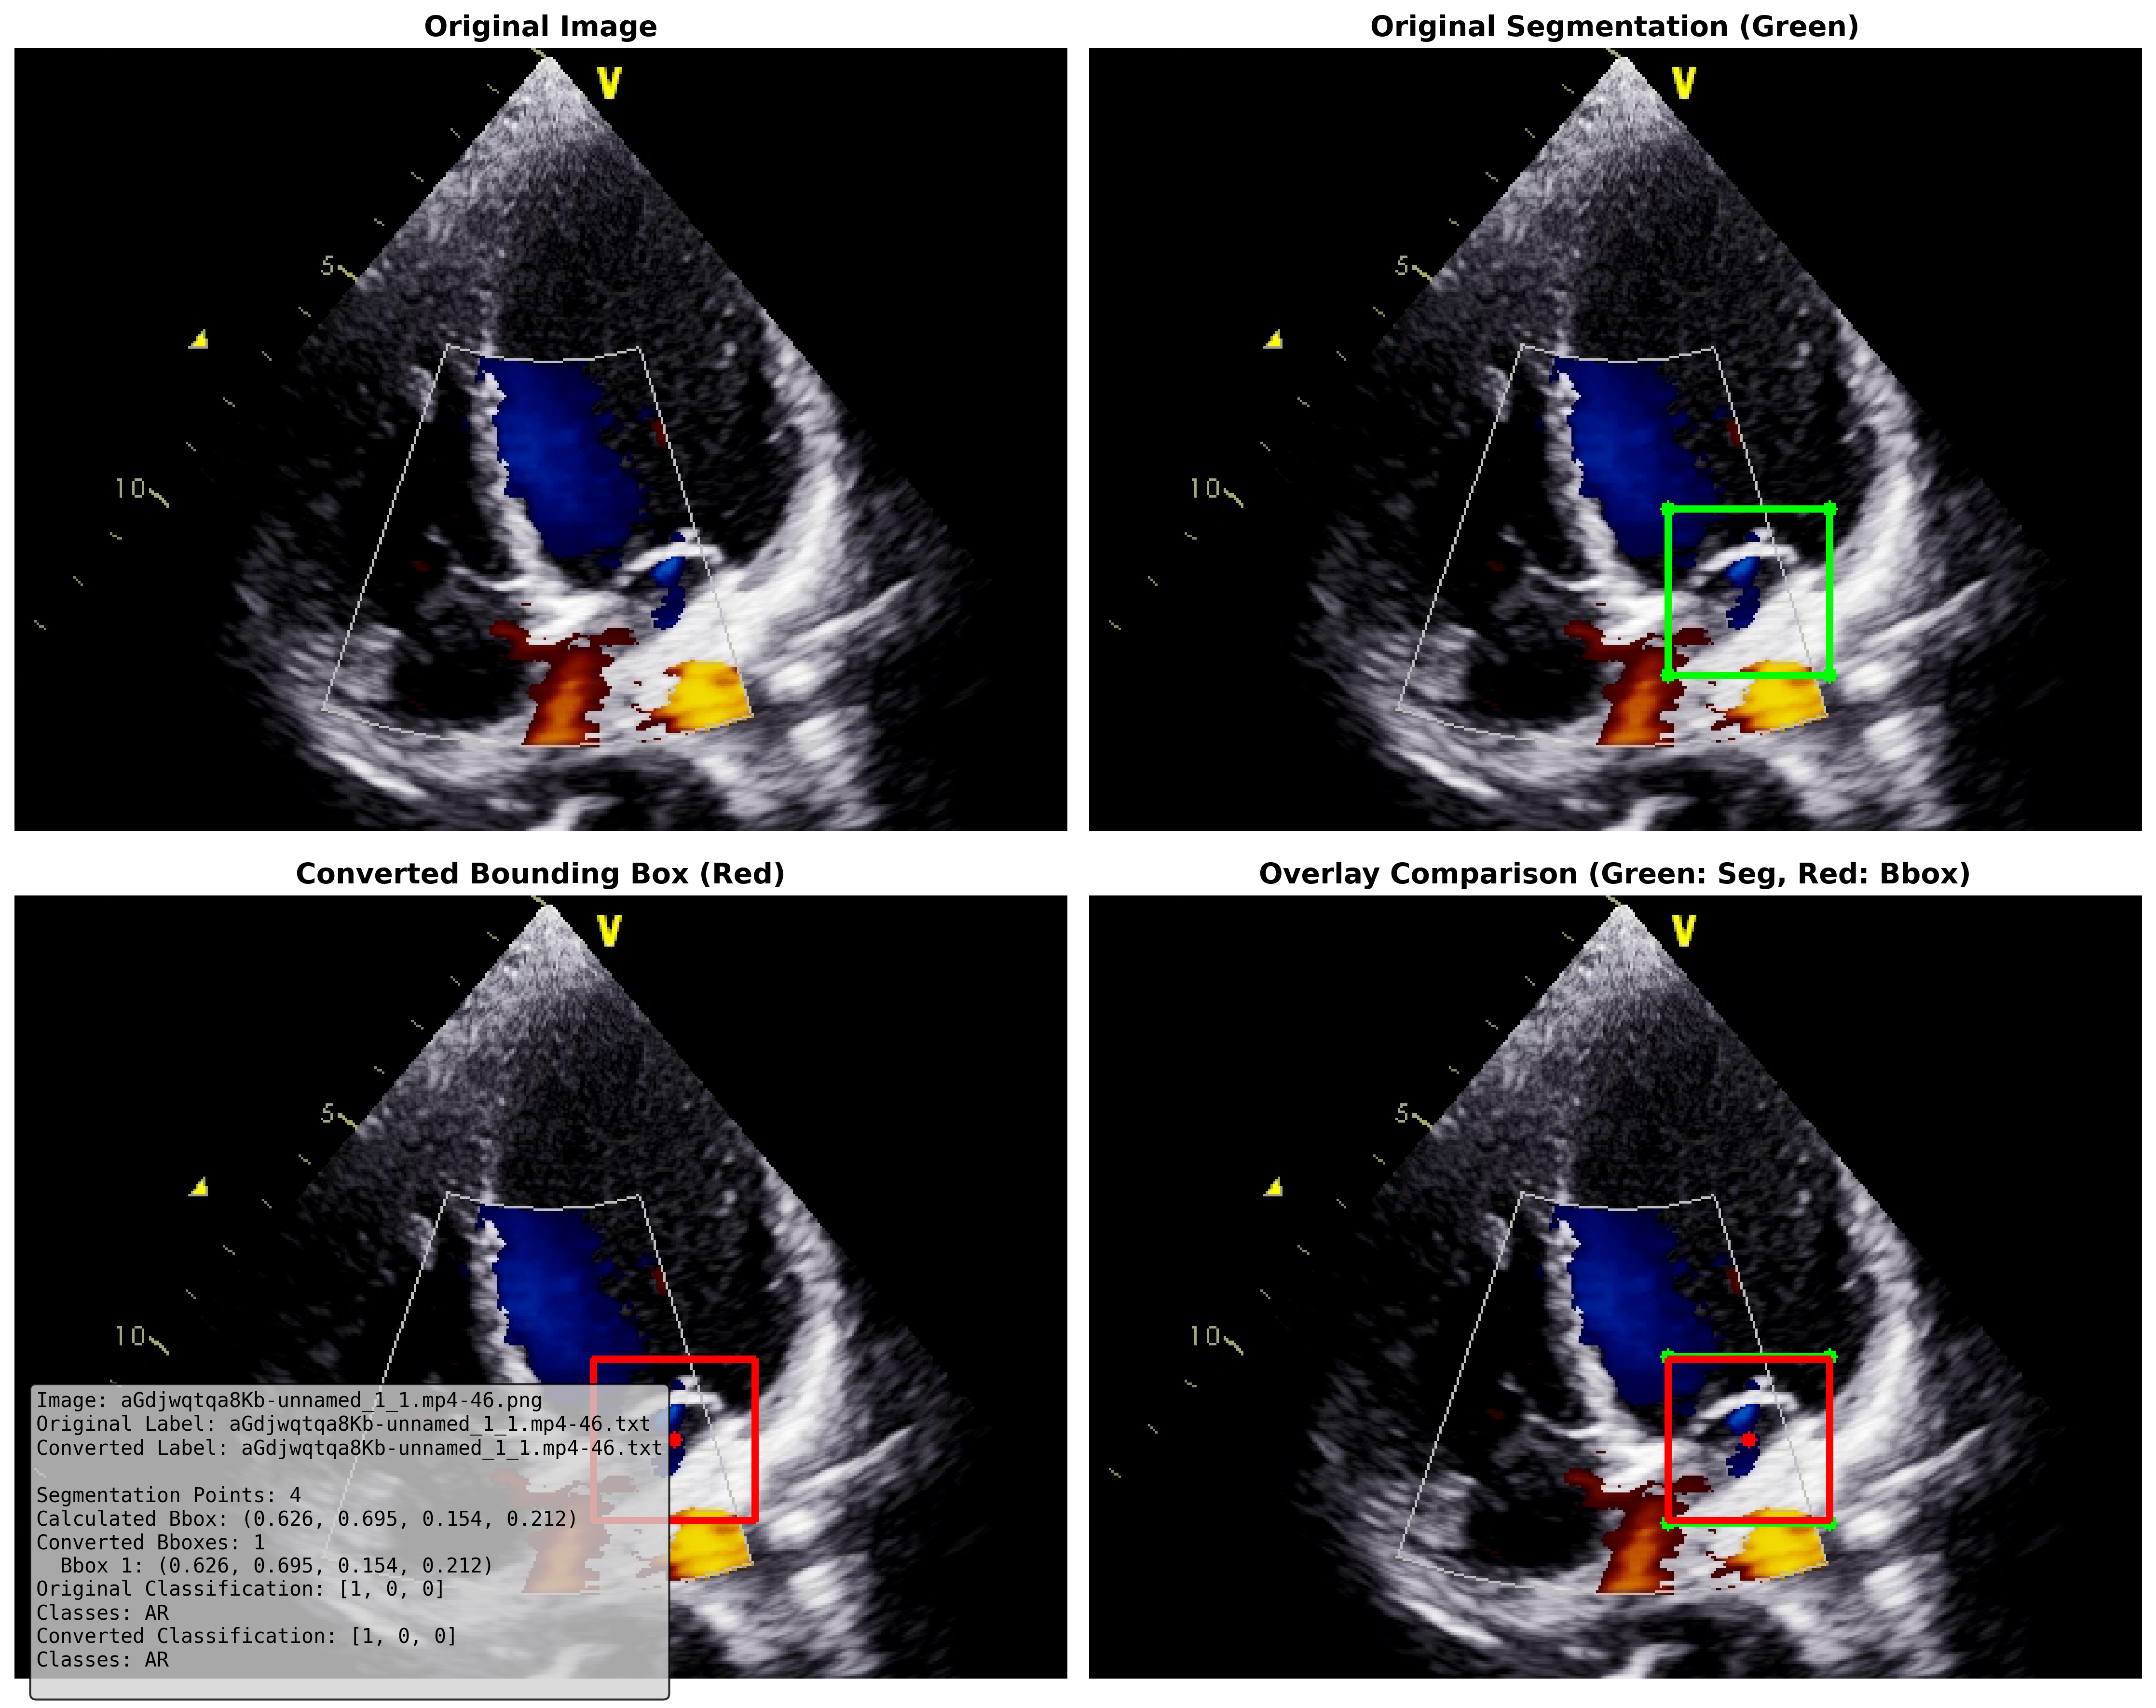 Original Image
Original Segmentation (Green)
V
5
10
V
5
10
Converted Bounding Box (Red)
Overlay Comparison (Green: Seg, Red: Bbox)
V
5
10
V
5
10
Image: aGdjwqtqa8Kb-unnamed_1_1.mp4-46.png
Original Label: aGdjwqtqa8Kb-unnamed_1_1.mp4-46.txt
Converted Label: aGdjwqtqa8Kb-unnamed_1_1.mp4-46.txt
Segmentation Points: 4
Calculated Bbox: (0.626, 0.695, 0.154, 0.212)
Converted Bboxes: 1
Bbox 1: (0.626, 0.695, 0.154, 0.212)
Original Classification: [1, 0, 0]
Classes: AR
Converted Classification: [1, 0, 0]
Classes: AR